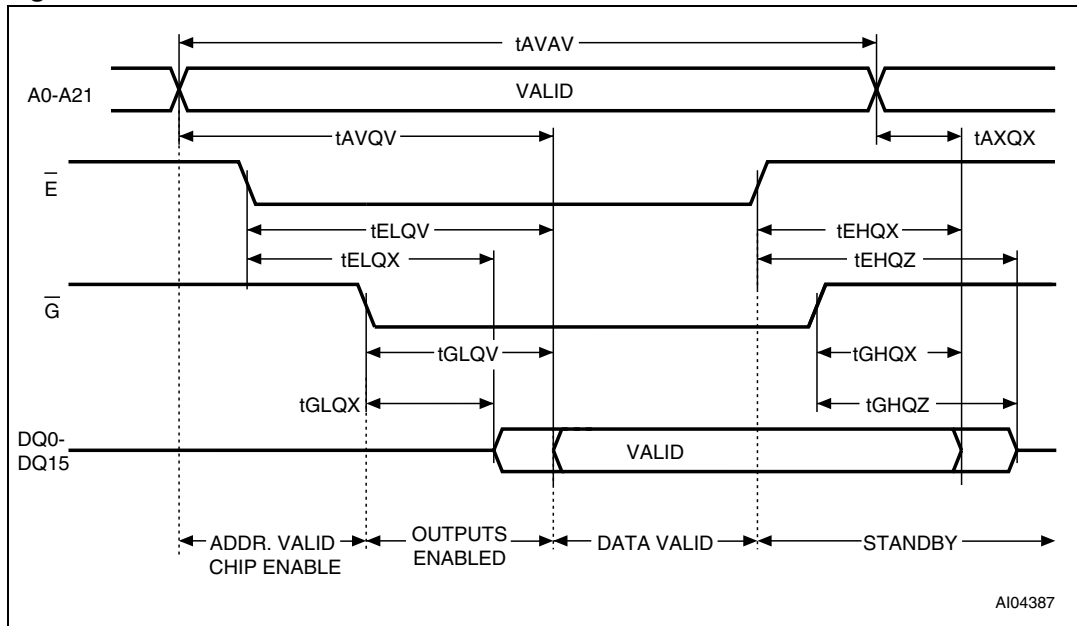 tAVAV
A0-A21
VALID
tAVQV
tAXQX
E
tELQV
tEHQX
tELQX
tEHQZ
G
tGLQV
tGHQX
tGLQX
tGHQZ
DQ0-
DQ15
VALID
ADDR. VALID
CHIP ENABLE
OUTPUTS
ENABLED
DATA VALID
STANDBY
AI04387